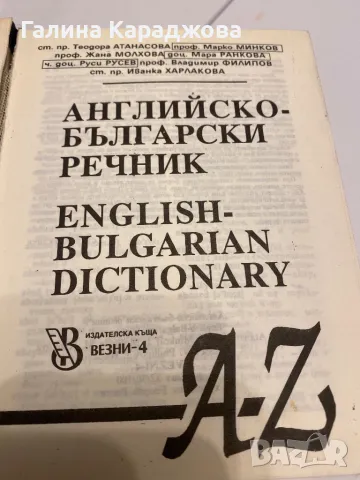 Галина Караджова
ст. пр. Теодора АТАНАСОВА, проф. Марко МИНКОВ
проф. Жана МОЛХОВА, доц. Мара РАНКОВА
ч. доц. Руси РУСЕВ, проф. Владимир ФИЛИПОВ
ст. пр. Иванка ХАРЛАКОВА
АНГЛИЙСКО-
БЪЛГАРСКИ
РЕЧНИК
ENGLISH-
BULGARIAN
DICTIONARY
ИЗДАТЕЛСКА КЪЩА
ВЕЗНИ-4
A-Z
BAZAR